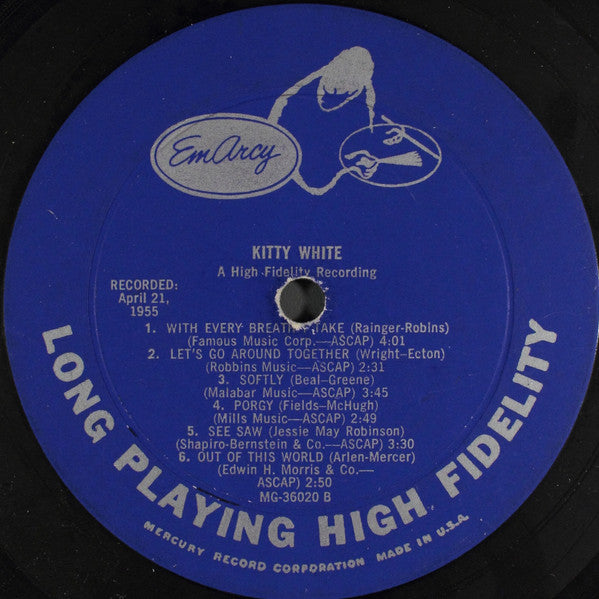 EmArcy
KITTY WHITE
A High Fidelity Recording
RECORDED:
April 21,
1955
1. WITH EVERY BREATH TAKE (Rainger-Robins)
(Famous Music Corp.—ASCAP) 4:01
2. LET'S GO AROUND TOGETHER (Wright-Ecton)
(Robbins Music—ASCAP) 2:31
3. SOFTLY (Beal-Greene)
(Malabar Music—ASCAP) 3:45
4. PORGY (Fields-McHugh)
(Mills Music—ASCAP) 2:49
5. SEE SAW (Jessie May Robinson)
(Shapiro-Bernstein & Co.—ASCAP) 3:30
6. OUT OF THIS WORLD (Arlen-Mercer)
(Edwin H. Morris & Co.—
ASCAP) 2:50
MG-36020 B
LONG PLAYING HIGH FIDELITY
MERCURY RECORD CORPORATION MADE IN U.S.A.